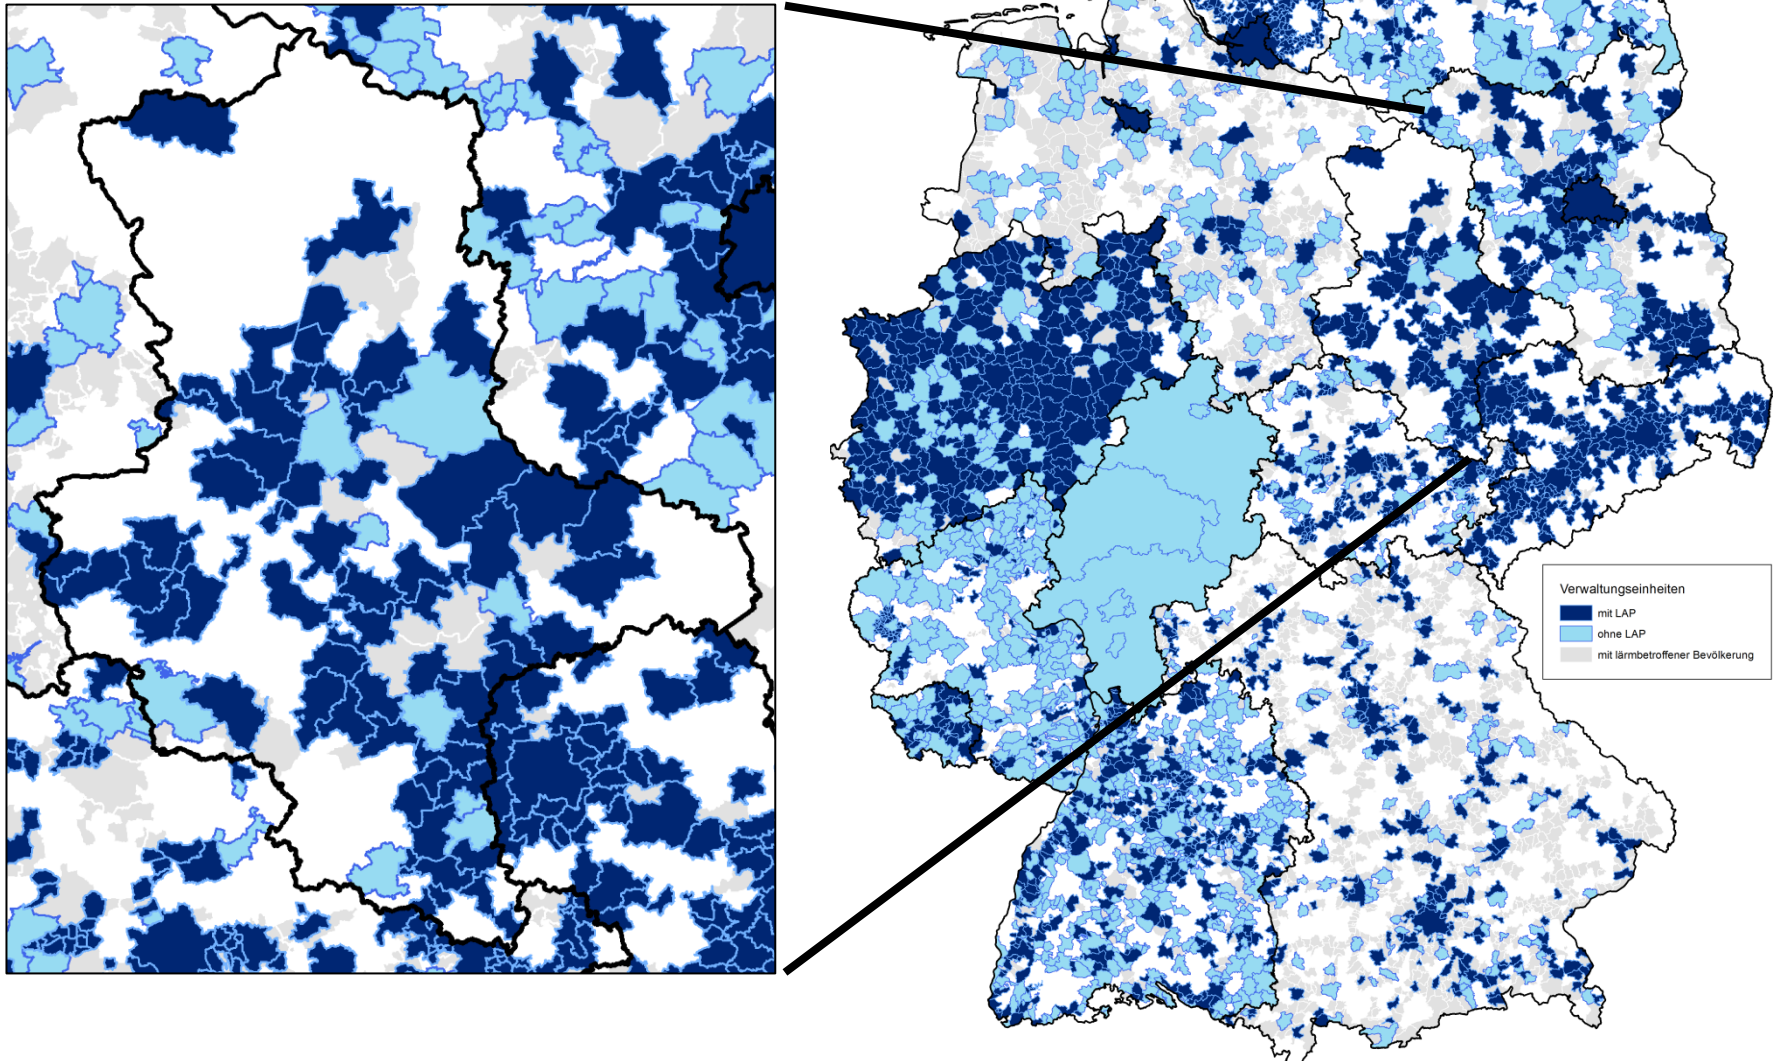 Verwaltungseinheiten
mit LAP
ohne LAP
mit lärmbetroffener Bevölkerung